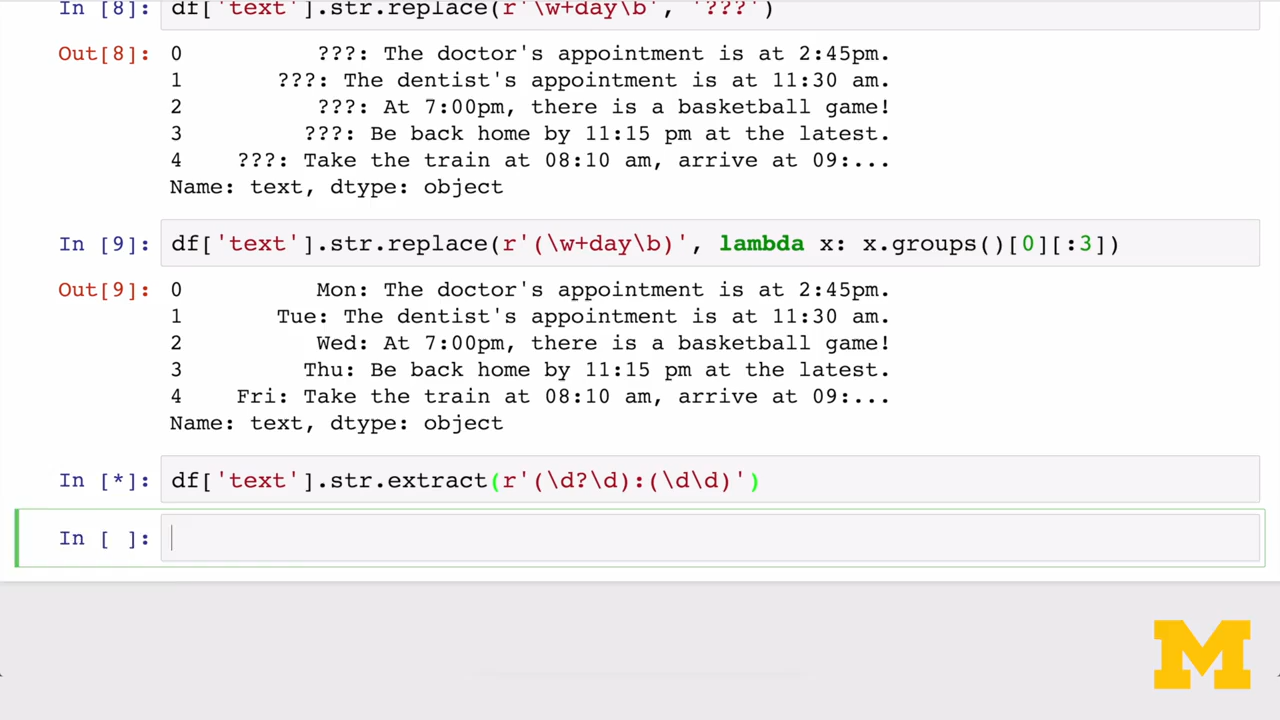 In [8]: df['text'].str.replace(r'\w+day\b', '???')
Out[8]: 0 ???: The doctor's appointment is at 2:45pm.
1 ???: The dentist's appointment is at 11:30 am.
2 ???: At 7:00pm, there is a basketball game!
3 ???: Be back home by 11:15 pm at the latest.
4 ???: Take the train at 08:10 am, arrive at 09:...
Name: text, dtype: object
In [9]: df['text'].str.replace(r'(\w+day\b)', lambda x: x.groups()[0][:3])
Out[9]: 0 Mon: The doctor's appointment is at 2:45pm.
1 Tue: The dentist's appointment is at 11:30 am.
2 Wed: At 7:00pm, there is a basketball game!
3 Thu: Be back home by 11:15 pm at the latest.
4 Fri: Take the train at 08:10 am, arrive at 09:...
Name: text, dtype: object
In [*]: df['text'].str.extract(r'(\d?\d):(\d\d)')
In [ ]:
M